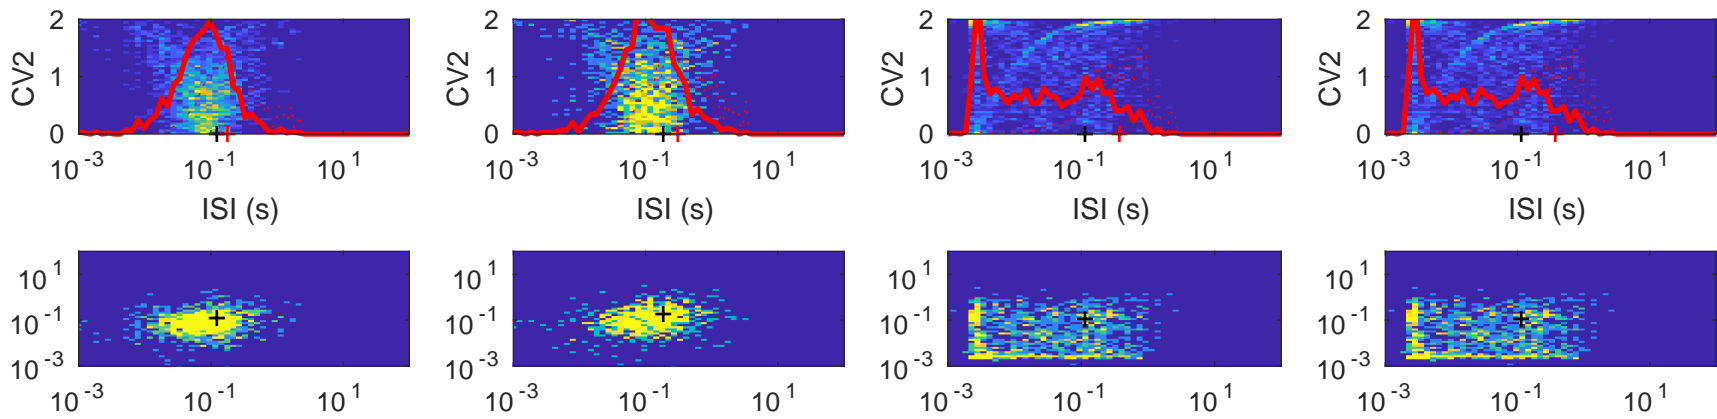 2 2 2 2
CV2 CV2 CV2 CV2
1 1 1 1
0 0 0 0
10^-3 10^-1 10^1 10^-3 10^-1 10^1 10^-3 10^-1 10^1 10^-3 10^-1 10^1
ISI (s) ISI (s) ISI (s) ISI (s)
10^1 10^1 10^1 10^1
10^-1 10^-1 10^-1 10^-1
10^-3 10^-3 10^-3 10^-3
10^-3 10^-1 10^1 10^-3 10^-1 10^1 10^-3 10^-1 10^1 10^-3 10^-1 10^1